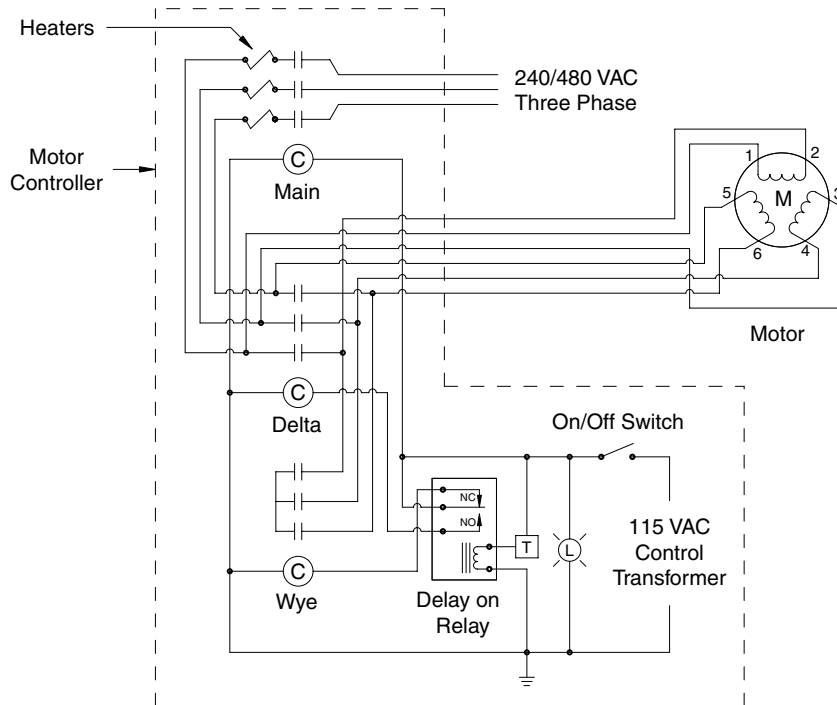 Heaters
240/480 VAC
Three Phase
Motor
Controller
C
Main
1
2
5
M
3
6
4
Motor
C
Delta
On/Off Switch
NC
NO
T
L
115 VAC
Control
Transformer
C
Wye
Delay on
Relay